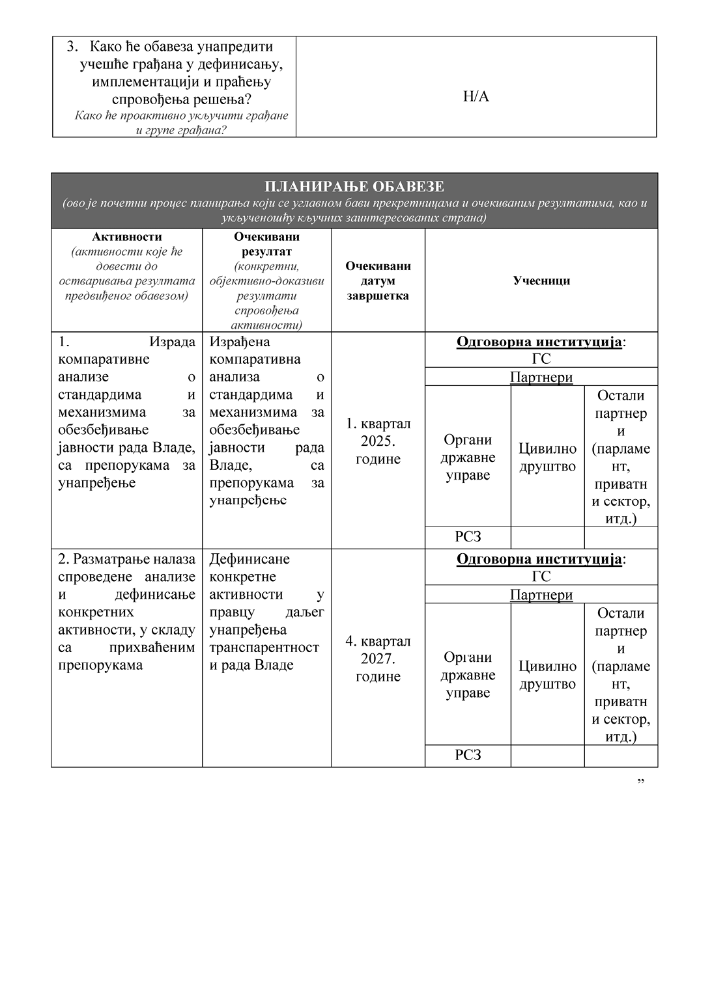 3. Како ће обавеза унапредити
учешће грађана у дефинисању,
имплементацији и праћењу
спровођења решења?
Како ће проактивно укључити грађане
и групе грађана?
Н/А
ПЛАНИРАЊЕ ОБАВЕЗЕ
(ово је почетни процес планирања који се углавном бави прекретницама и очекиваним резултатима, као и
укљученошћу кључних заинтересованих страна)
Активности
(активности које ће
довести до
остваривања резултата
предвиђеног обавезом)
Очекивани
резултат
(конкретни,
објективно-доказиви
резултати
спровођења
активности)
Очекивани
датум
завршетка
Учесници
1. Израда
компаративне
анализе о
стандардима и
механизмима за
обезбеђивање
јавности рада Владе,
са препорукама за
унапређење
Израђена
компаративна
анализа о
стандардима и
механизмима за
обезбеђивање
јавности рада
Владе, са
препорукама за
унапређење
1. квартал
2025.
године
Одговорна институција:
ГС
Партнери
Органи
државне
управе
Цивилно
друштво
Остали
партнер
и
(парламе
нт,
приватн
и сектор,
итд.)
РСЗ
2. Разматрање налаза
спроведене анализе
и дефинисање
конкретних
активности, у складу
са прихваћеним
препорукама
Дефинисане
конкретне
активности у
правцу даљег
унапређења
транспарентност
и рада Владе
4. квартал
2027.
године
Одговорна институција:
ГС
Партнери
Органи
државне
управе
Цивилно
друштво
Остали
партнер
и
(парламе
нт,
приватн
и сектор,
итд.)
РСЗ
”